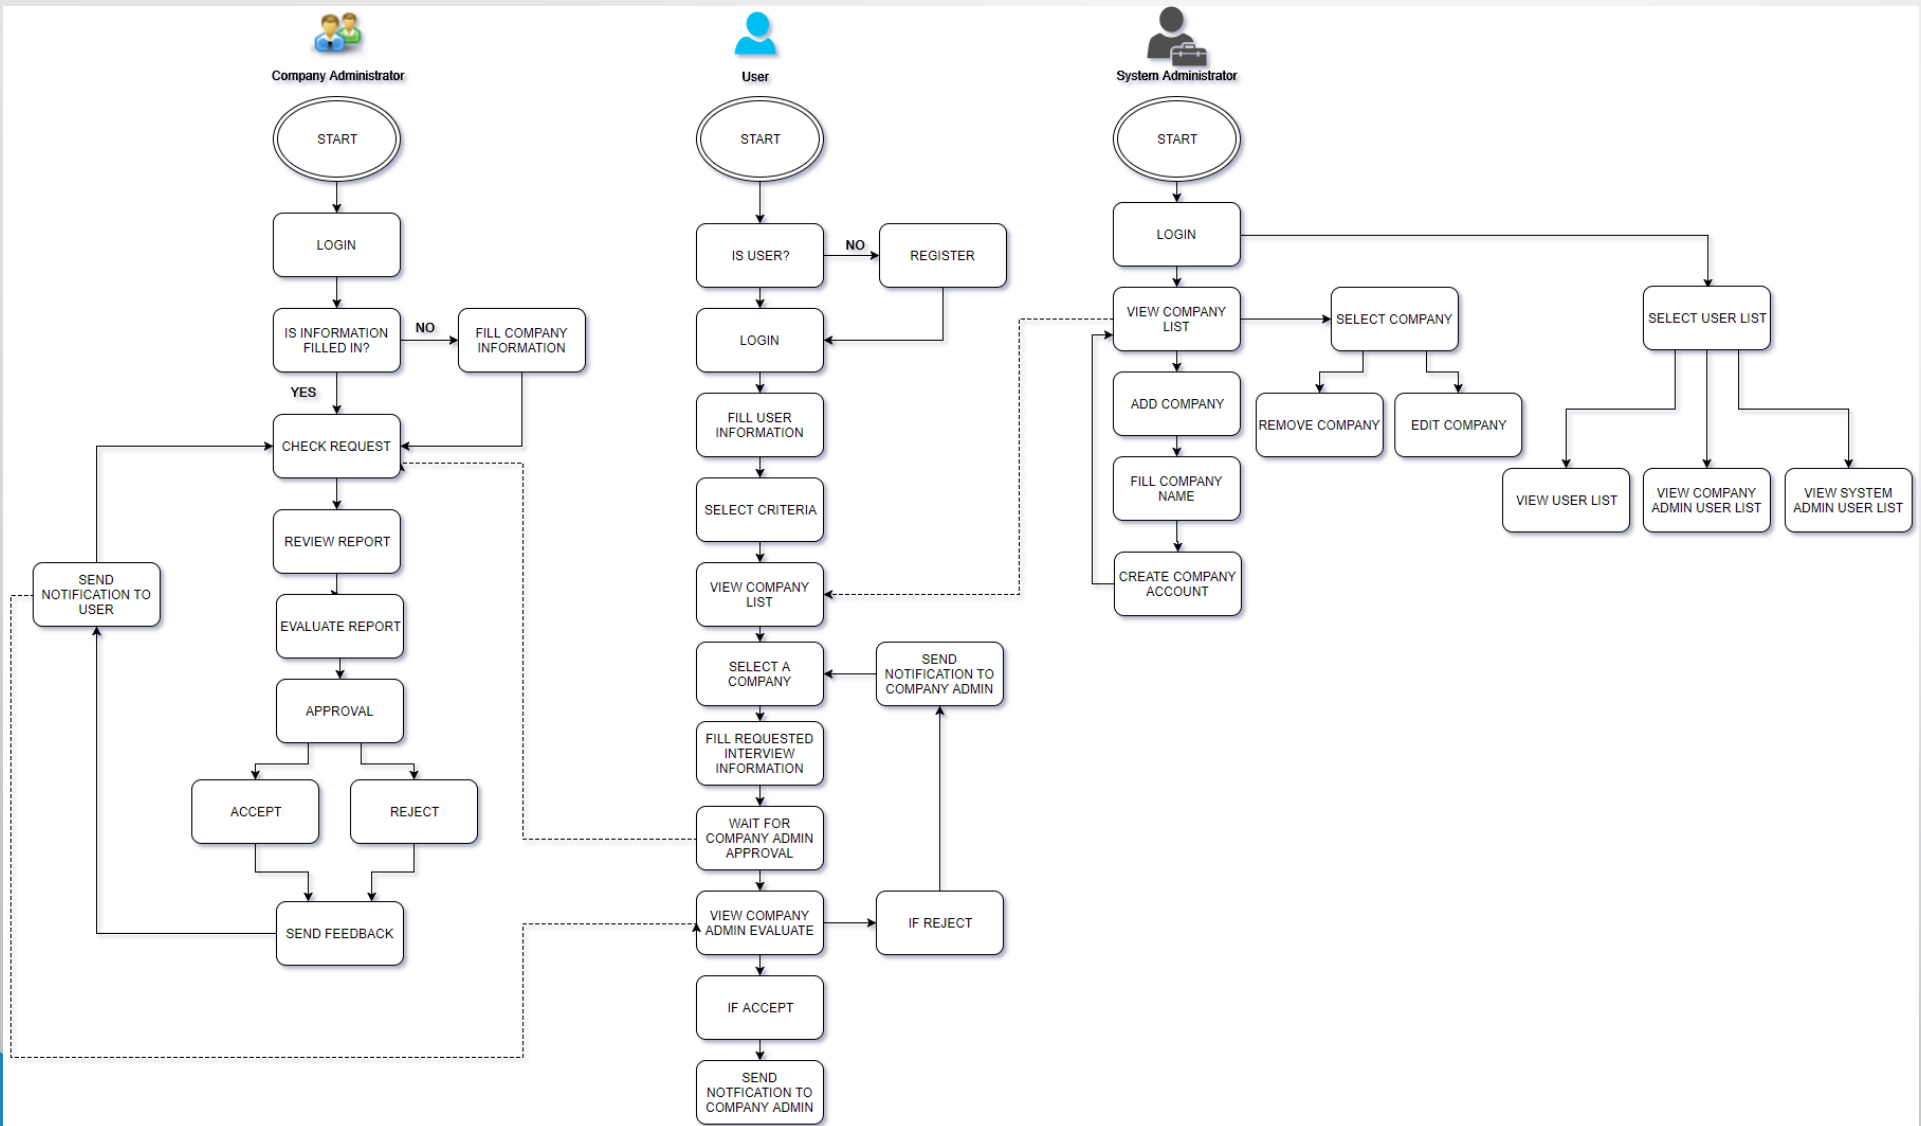 Company Administrator
START
LOGIN
IS INFORMATION
FILLED IN?
NO
FILL COMPANY
INFORMATION
YES
CHECK REQUEST
REVIEW REPORT
SEND
NOTIFICATION TO
USER
EVALUATE REPORT
APPROVAL
ACCEPT
REJECT
SEND FEEDBACK
User
START
IS USER?
NO
REGISTER
LOGIN
FILL USER
INFORMATION
SELECT CRITERIA
VIEW COMPANY
LIST
SELECT A
COMPANY
SEND
NOTIFICATION TO
COMPANY ADMIN
FILL REQUESTED
INTERVIEW
INFORMATION
WAIT FOR
COMPANY ADMIN
APPROVAL
VIEW COMPANY
ADMIN EVALUATE
IF REJECT
IF ACCEPT
SEND
NOTFICATION TO
COMPANY ADMIN
System Administrator
START
LOGIN
VIEW COMPANY
LIST
SELECT COMPANY
SELECT USER LIST
ADD COMPANY
REMOVE COMPANY
EDIT COMPANY
FILL COMPANY
NAME
VIEW USER LIST
VIEW COMPANY
ADMIN USER LIST
VIEW SYSTEM
ADMIN USER LIST
CREATE COMPANY
ACCOUNT